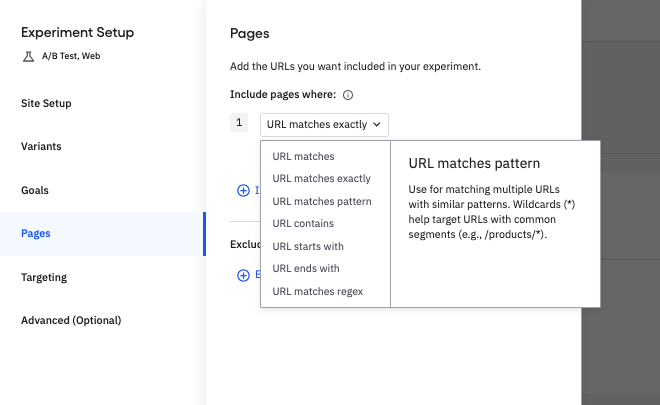 Experiment Setup
A/B Test, Web
Site Setup
Variants
Goals
Pages
Targeting
Advanced (Optional)
Pages
Add the URLs you want included in your experiment.
Include pages where:
1
URL matches exactly
URL matches
URL matches exactly
URL matches pattern
URL contains
URL starts with
URL ends with
URL matches regex
URL matches pattern
Use for matching multiple URLs
with similar patterns. Wildcards (*)
help target URLs with common
segments (e.g., /products/*).